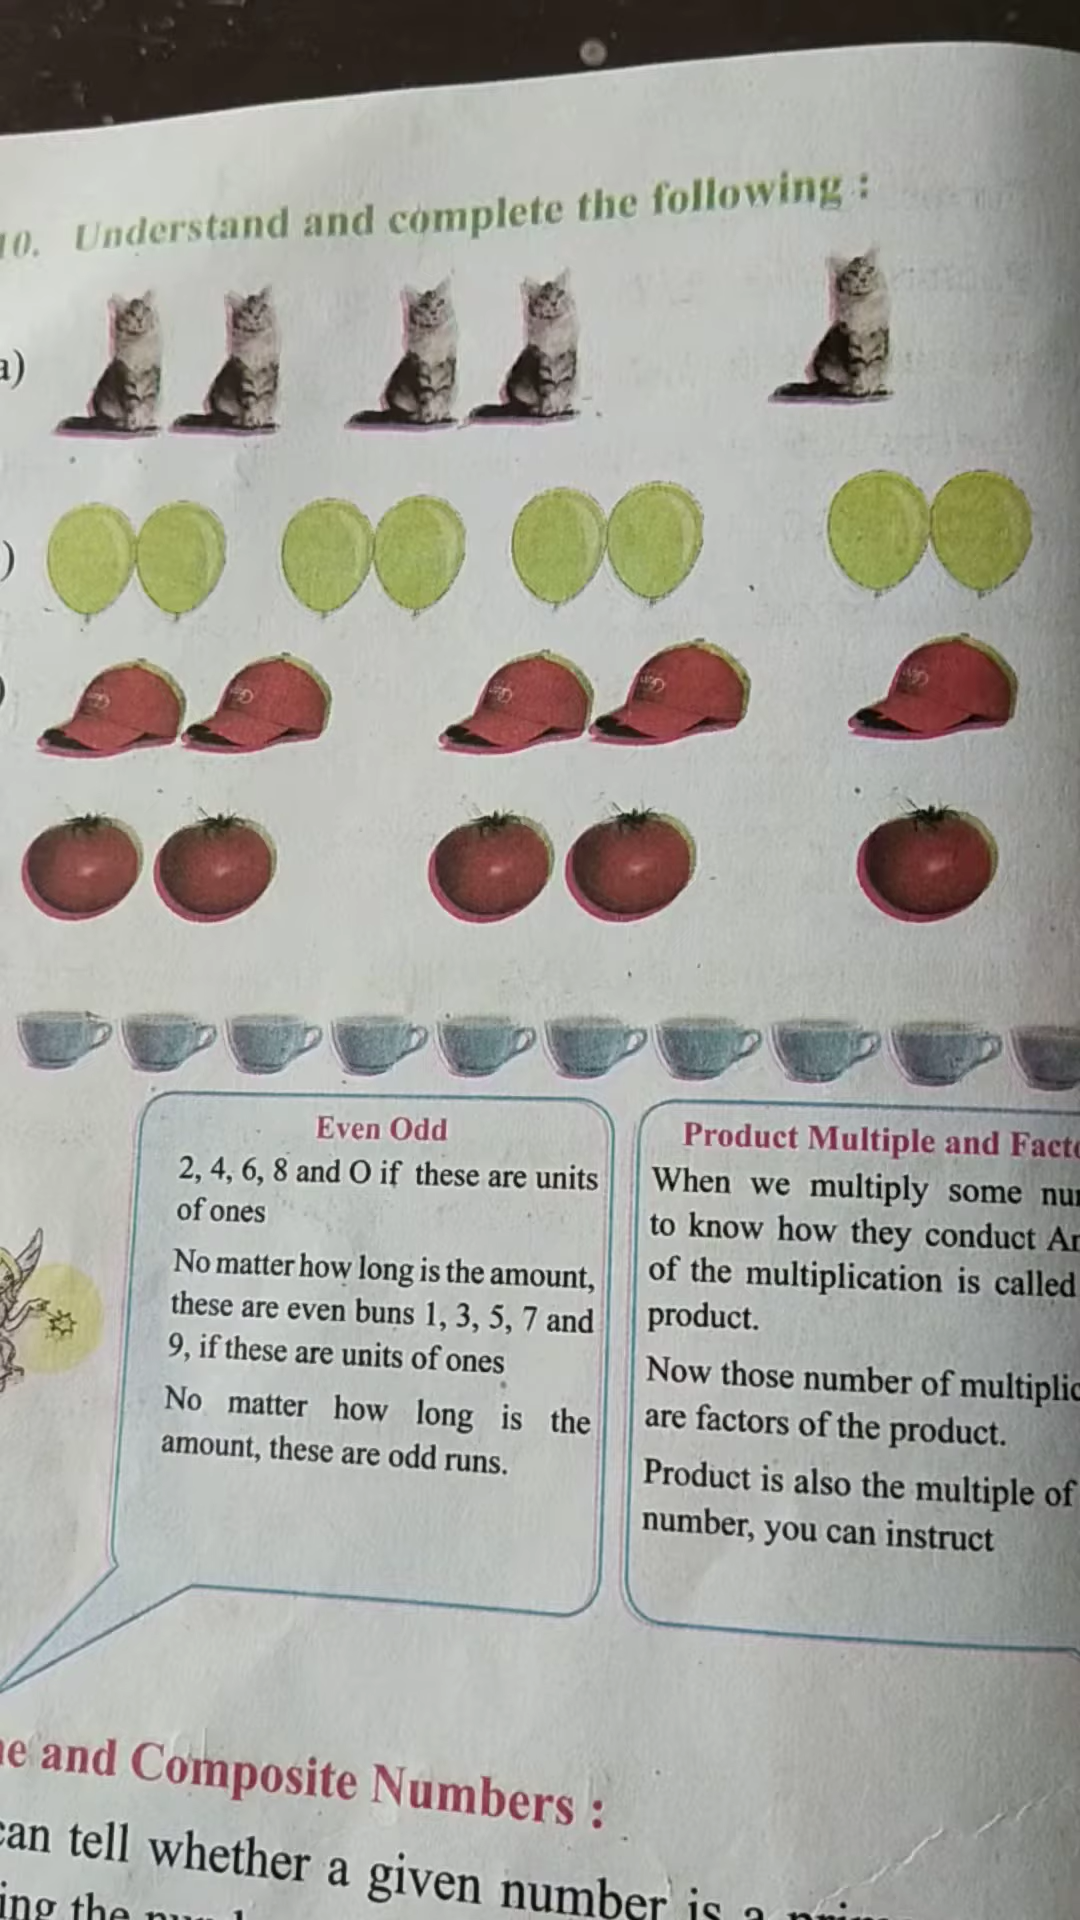 10. Understand and complete the following :
a)
)
)
Even Odd
2, 4, 6, 8 and O if these are units
of ones
No matter how long is the amount,
these are even buns 1, 3, 5, 7 and
9, if these are units of ones
No matter how long is the
amount, these are odd runs.
Product Multiple and
When we multiply some
to know how they conduct
of the multiplication is called
product.
Now those number of
are factors of the product.
Product is also the multiple of
number, you can instruct
and Composite Numbers :
can tell whether a given number is a
the